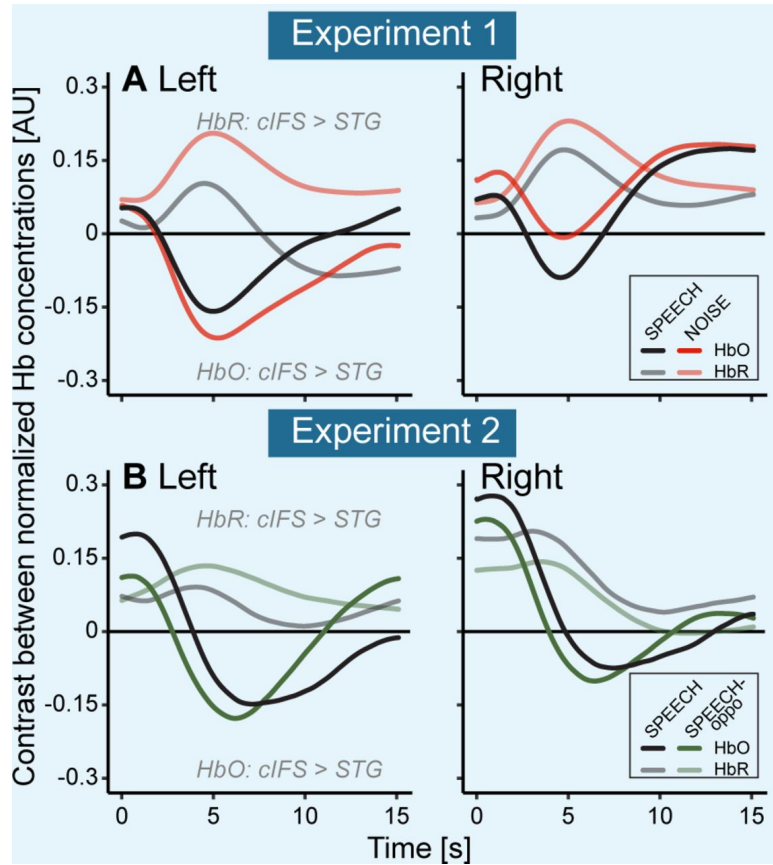 Experiment 1
A Left
Right
HbR: cIFS > STG
HbO: cIFS > STG
0.3
0.15
0
-0.15
-0.3
SPEECH
NOISE
HbO
HbR
Contrast between normalized Hb concentrations [AU]
Experiment 2
B Left
Right
HbR: cIFS > STG
HbO: cIFS > STG
0.3
0.15
0
-0.15
-0.3
SPEECH
SPEECH-
oppo
HbO
HbR
0 5 10 15
0 5 10 15
Time [s]